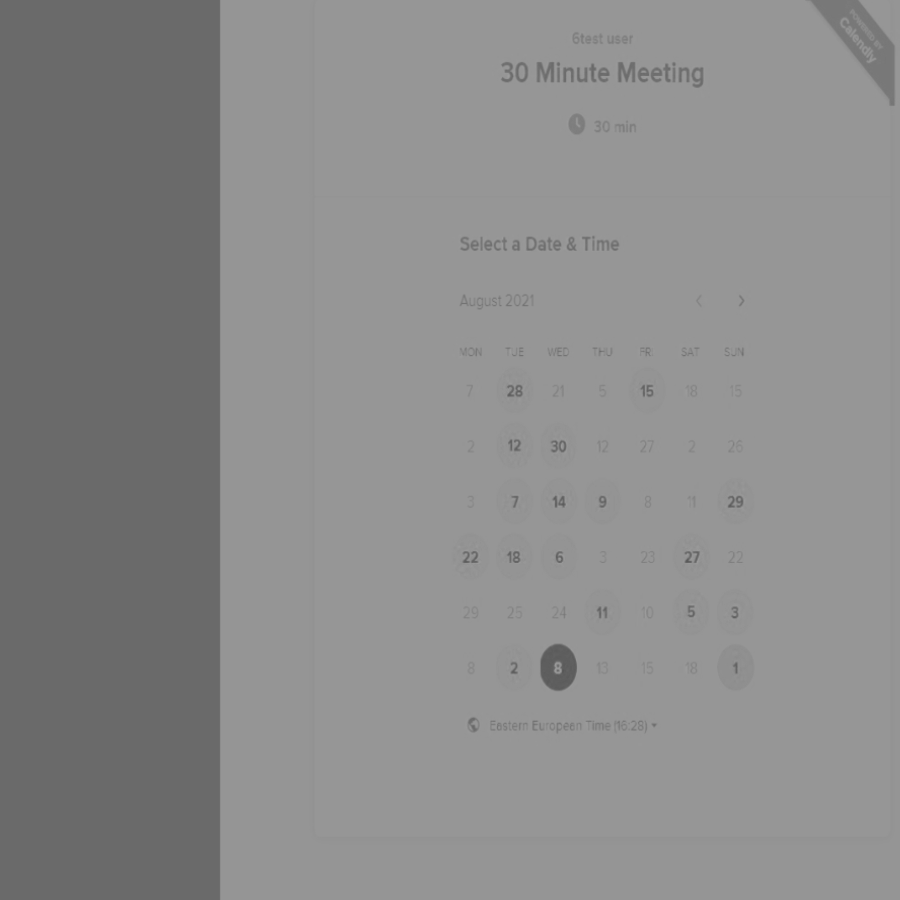 POWERED BY
Calendly
6test user
30 Minute Meeting
30 min
Select a Date & Time
August 2021
MON TUE WED THU FRI SAT SUN
7 28 21 5 15 18 15
2 12 30 12 27 2 26
3 7 14 9 8 11 29
22 18 6 3 23 27 22
29 25 24 11 10 5 3
8 2 8 13 15 18 1
Eastern European Time (16:28)